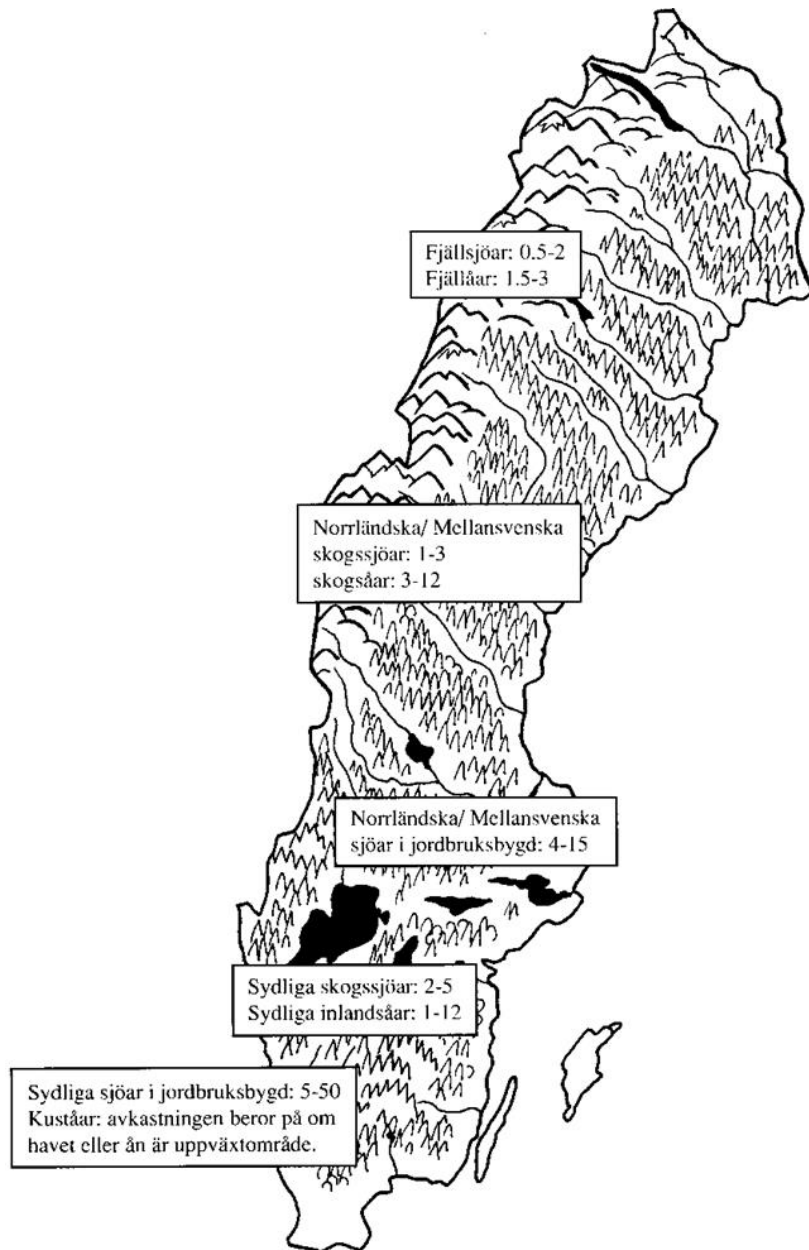 Fjällsjöar: 0.5-2
Fjällåar: 1.5-3
Norrländska/ Mellansvenska
skogssjöar: 1-3
skogsåar: 3-12
Norrländska/ Mellansvenska
sjöar i jordbruksbygd: 4-15
Sydliga skogssjöar: 2-5
Sydliga inlandsåar: 1-12
Sydliga sjöar i jordbruksbygd: 5-50
Kuståar: avkastningen beror på om
havet eller ån är uppväxtområde.